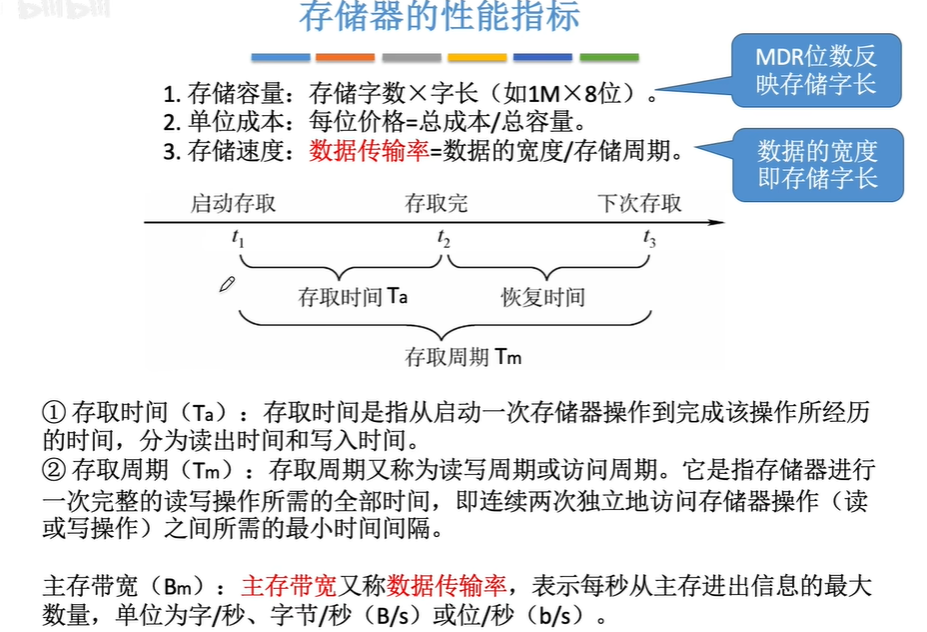 bilibili
存储器的性能指标
MDR位数反
映存储字长
1. 存储容量：存储字数×字长（如1M×8位）。
2. 单位成本：每位价格=总成本/总容量。
3. 存储速度：数据传输率=数据的宽度/存储周期。
数据的宽度
即存储字长
启动存取 存取完 下次存取
t1 t2 t3
存取时间 Ta 恢复时间
存取周期 Tm
① 存取时间（Ta）：存取时间是指从启动一次存储器操作到完成该操作所经历
的时间，分为读出时间和写入时间。
② 存取周期（Tm）：存取周期又称为读写周期或访问周期。它是指存储器进行
一次完整的读写操作所需的全部时间，即连续两次独立地访问存储器操作（读
或写操作）之间所需的最小时间间隔。
主存带宽（Bm）：主存带宽又称数据传输率，表示每秒从主存进出信息的最大
数量，单位为字/秒、字节/秒（B/s）或位/秒（b/s）。